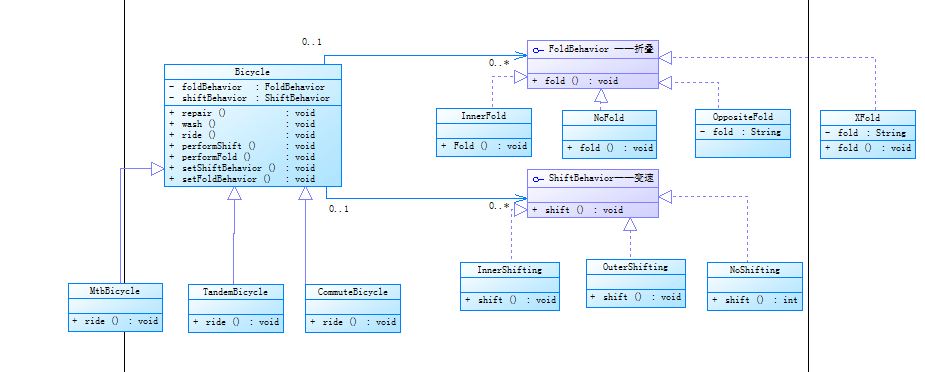 0..1
FoldBehavior ——折叠
0..*
+ fold () : void
Bicycle
- foldBehavior : FoldBehavior
- shiftBehavior : ShiftBehavior
+ repair () : void
+ wash () : void
+ ride () : void
+ performShift () : void
+ performFold () : void
+ setShiftBehavior () : void
+ setFoldBehavior () : void
InnerFold
+ Fold () : void
NoFold
+ fold () : void
OppositeFold
- fold : String
XFold
- fold : String
+ fold () : void
ShiftBehavior——变速
0..1
0..*
+ shift () : void
InnerShifting
+ shift () : void
OuterShifting
+ shift () : void
NoShifting
+ shift () : int
MtbBicycle
+ ride () : void
TandemBicycle
+ ride () : void
CommuteBicycle
+ ride () : void